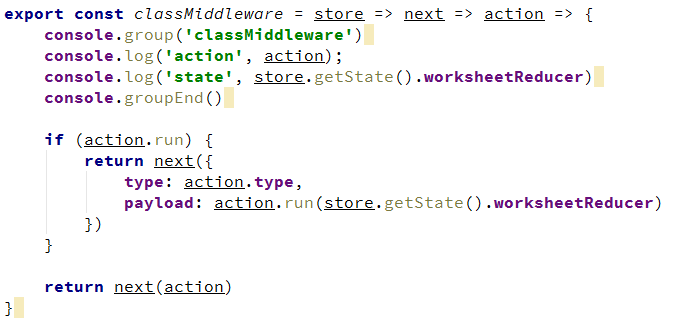 export const classMiddleware = store => next => action => {
    console.group('classMiddleware')
    console.log('action', action);
    console.log('state', store.getState().worksheetReducer)
    console.groupEnd()

    if (action.run) {
        return next({
            type: action.type,
            payload: action.run(store.getState().worksheetReducer)
        })
    }

    return next(action)
}